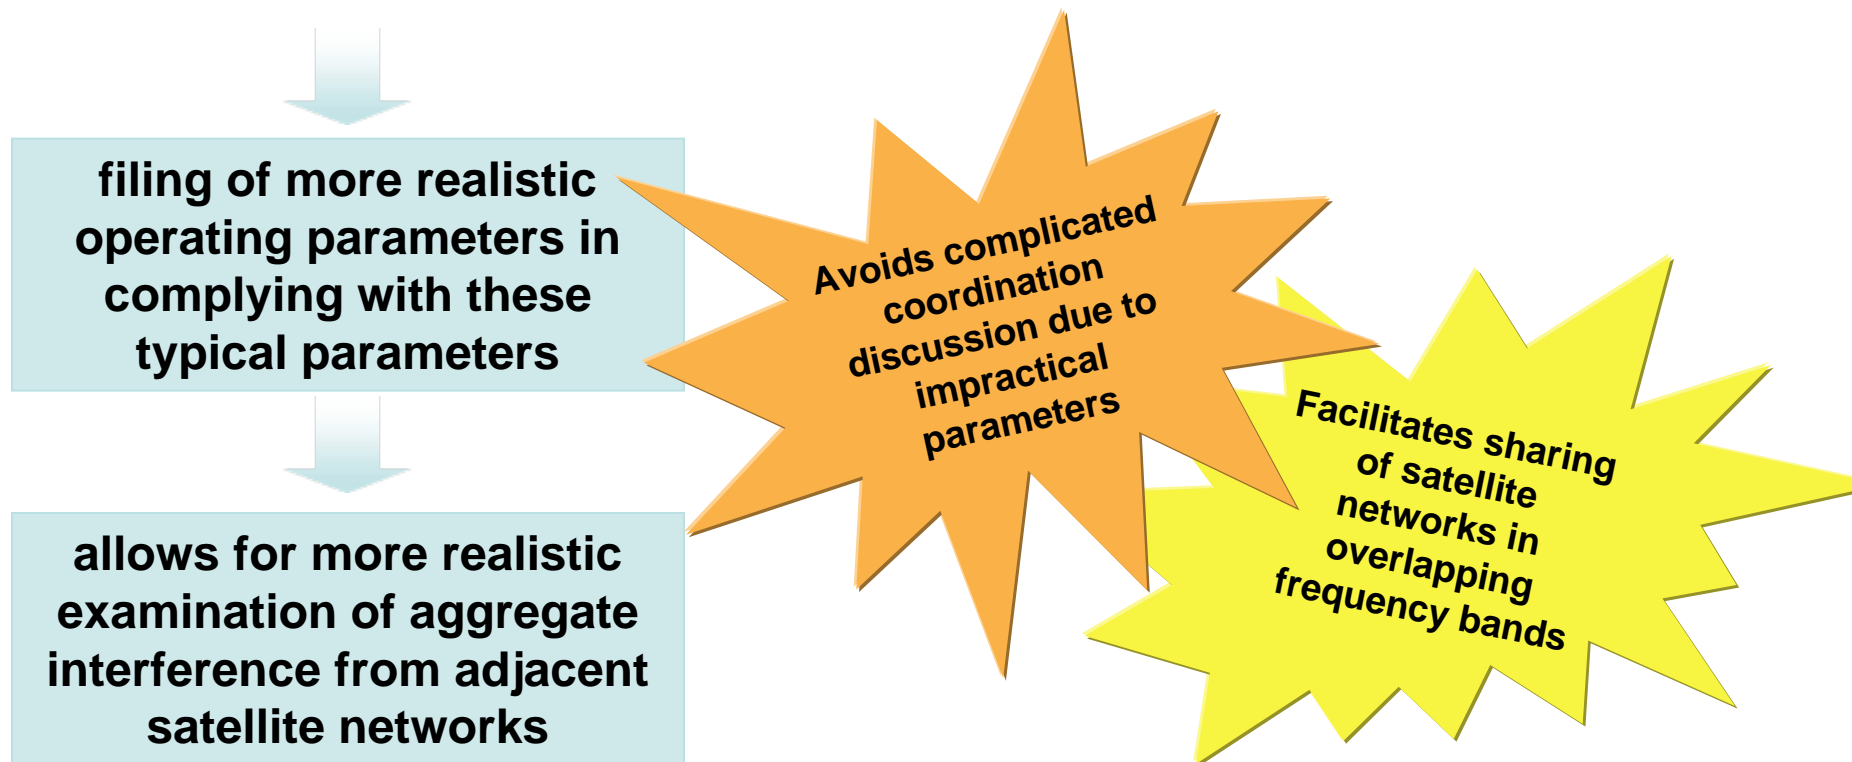 filing of more realistic
operating parameters in
complying with these
typical parameters
allows for more realistic
examination of aggregate
interference from adjacent
satellite networks
Avoids complicated
coordination
discussion due to
impractical
parameters
Facilitates sharing
of satellite
networks in
overlapping
frequency bands